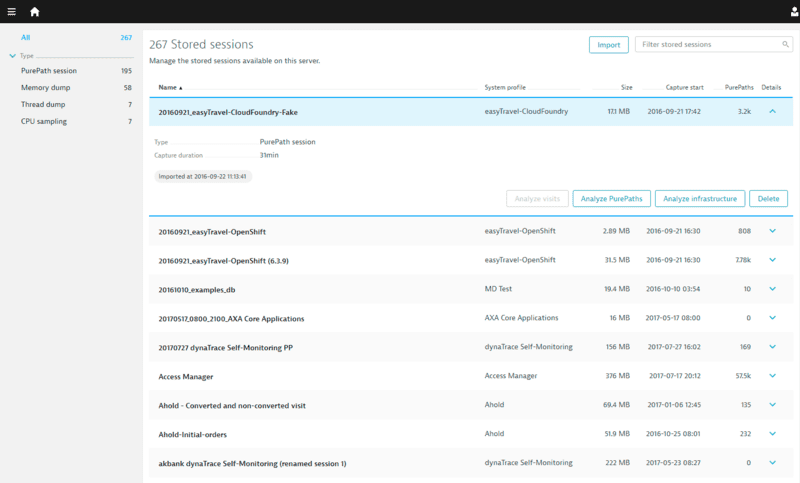 All 267
Type
PurePath session 195
Memory dump 58
Thread dump 7
CPU sampling 7
267 Stored sessions
Manage the stored sessions available on this server.
Import
Filter stored sessions
Name ▲ System profile Size Capture start PurePaths Details
20160921_easyTravel-CloudFoundry-Fake easyTravel-CloudFoundry 17.1 MB 2016-09-21 17:42 3.2k
Type PurePath session
Capture duration 31min
Imported at 2016-09-22 11:13:41
Analyze visits Analyze PurePaths Analyze infrastructure Delete
20160921_easyTravel-OpenShift easyTravel-OpenShift 2.89 MB 2016-09-21 16:30 808
20160921_easyTravel-OpenShift (6.3.9) easyTravel-OpenShift 31.5 MB 2016-09-21 16:30 7.78k
20161010_examples_db MD Test 19.4 MB 2016-10-10 03:54 10
20170517_0800_2100_AXA Core Applications AXA Core Applications 16 MB 2017-05-17 08:00 0
20170727 dynaTrace Self-Monitoring PP dynaTrace Self-Monitoring 156 MB 2017-07-27 16:02 169
Access Manager Access Manager 376 MB 2017-07-17 20:12 57.5k
Ahold - Converted and non-converted visit Ahold 69.4 MB 2017-01-06 12:45 135
Ahold-Initial-orders Ahold 51.9 MB 2016-10-25 08:01 232
akbank dynaTrace Self-Monitoring (renamed session 1) dynaTrace Self-Monitoring 222 MB 2017-05-23 08:27 0